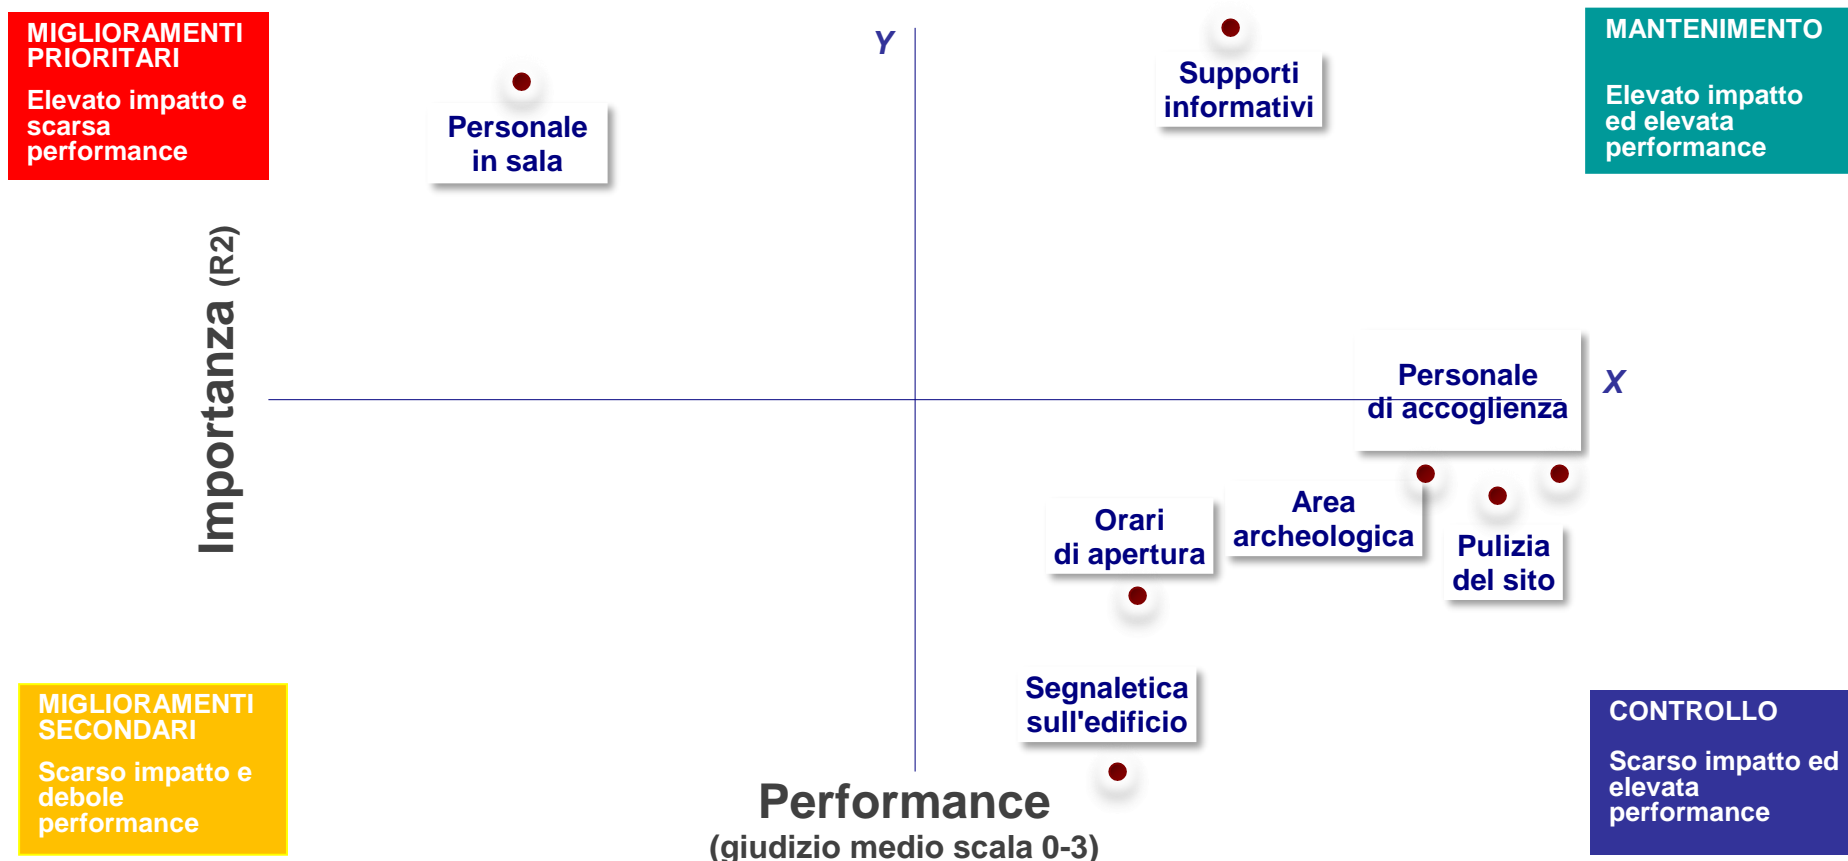 MIGLIORAMENTI
PRIORITARI
Elevato impatto e
scarsa
performance
Y
Supporti
informativi
MANTENIMENTO
Elevato impatto
ed elevata
performance
Personale
in sala
Importanza (R2)
Personale
di accoglienza
X
Orari
di apertura
Area
archeologica
Pulizia
del sito
Segnaletica
sull'edificio
MIGLIORAMENTI
SECONDARI
Scarso impatto e
debole
performance
Performance
(giudizio medio scala 0-3)
CONTROLLO
Scarso impatto ed
elevata
performance